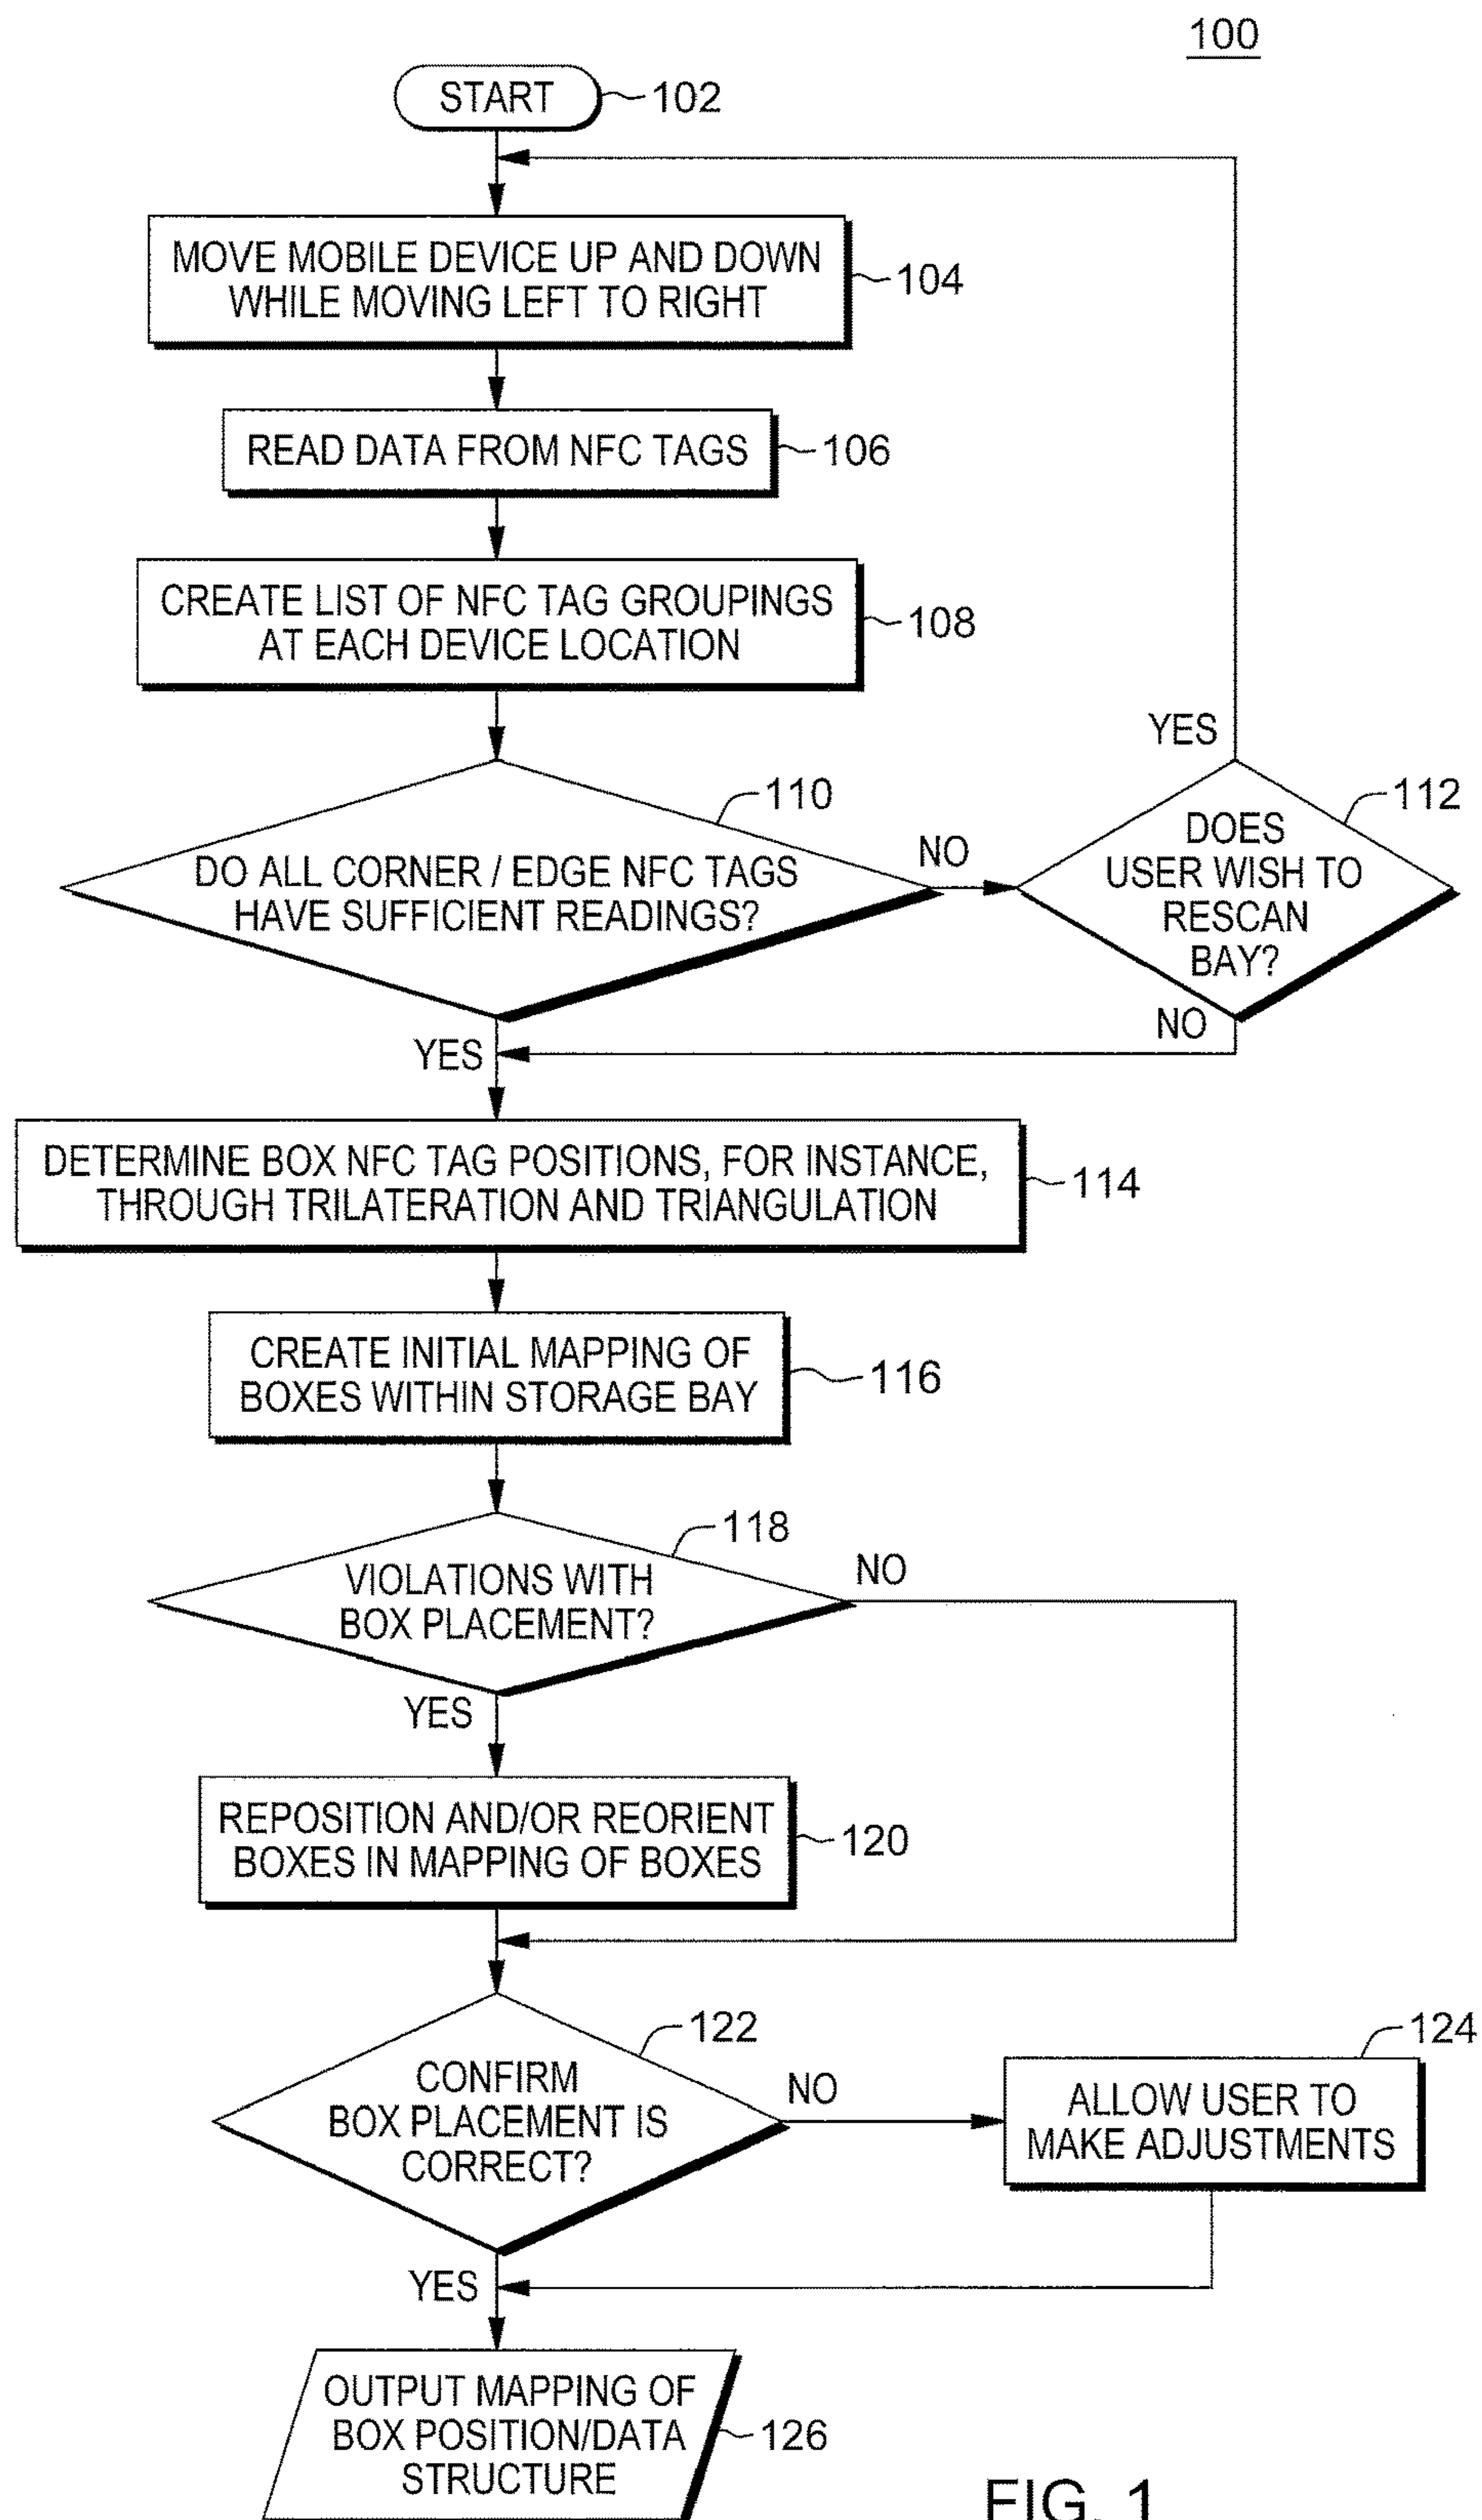 100
START
102
MOVE MOBILE DEVICE UP AND DOWN
WHILE MOVING LEFT TO RIGHT
104
READ DATA FROM NFC TAGS
106
CREATE LIST OF NFC TAG GROUPINGS
AT EACH DEVICE LOCATION
108
YES
110
112
DO ALL CORNER / EDGE NFC TAGS
HAVE SUFFICIENT READINGS?
NO
DOES
USER WISH TO
RESCAN
BAY?
NO
YES
DETERMINE BOX NFC TAG POSITIONS, FOR INSTANCE,
THROUGH TRILATERATION AND TRIANGULATION
114
CREATE INITIAL MAPPING OF
BOXES WITHIN STORAGE BAY
116
118
VIOLATIONS WITH
BOX PLACEMENT?
NO
YES
REPOSITION AND/OR REORIENT
BOXES IN MAPPING OF BOXES
120
122
CONFIRM
BOX PLACEMENT IS
CORRECT?
NO
124
ALLOW USER TO
MAKE ADJUSTMENTS
YES
OUTPUT MAPPING OF
BOX POSITION/DATA
STRUCTURE
126
FIG. 1